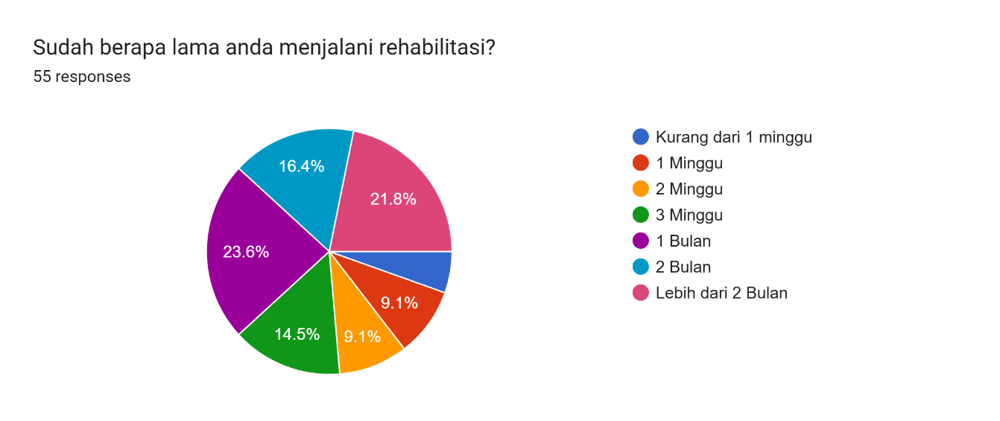 Sudah berapa lama anda menjalani rehabilitasi?
55 responses
16.4%
21.8%
23.6%
9.1%
14.5%
9.1%
Kurang dari 1 minggu
1 Minggu
2 Minggu
3 Minggu
1 Bulan
2 Bulan
Lebih dari 2 Bulan